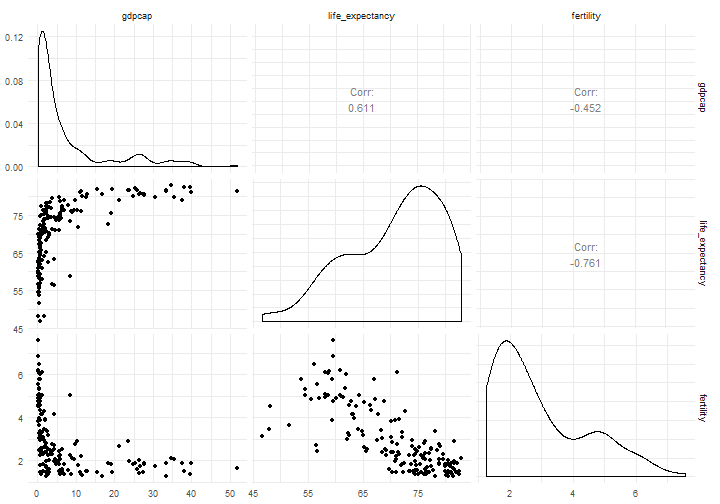 gdpcap life_expectancy fertility
0.12
0.08
0.04
0.00
Corr:
0.611
Corr:
-0.452
gdpcap
75
65
55
45
Corr:
-0.761
life_expectancy
6
4
2
fertility
0 10 20 30 40 50 45 55 65 75 2 4 6